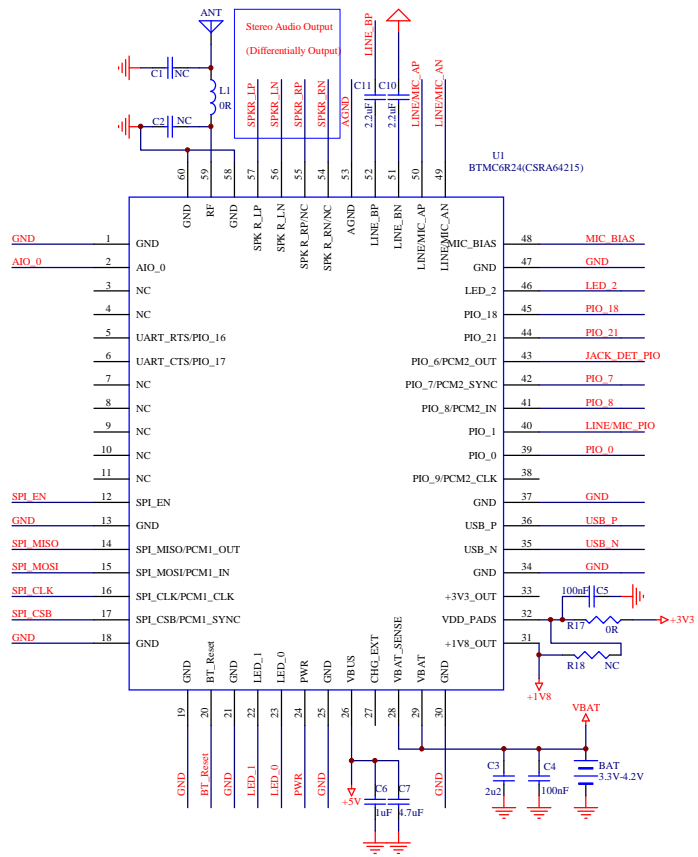 ANT
Stereo Audio Output
(Differentially Output)
C1 NC
L1
0R
C2 NC
SPKR_LP
SPKR_LN
SPKR_RP
SPKR_RN
AGND
LINE_BP
C11
2.2uF
C10
2.2uF
LINE/MIC_AP
LINE/MIC_AN
U1
BTMC6R24(CSRA64215)
60 59 58 57 56 55 54 53 52 51 50 49
GND
RF
GND
SPK R_LP
SPK R_LN
SPK R_RP/NC
SPK R_RN/NC
AGND
LINE_BP
LINE_BN
LINE/MIC_AP
LINE/MIC_AN
GND 1 GND
AIO_0 2 AIO_0
3 NC
4 NC
5 UART_RTS/PIO_16
6 UART_CTS/PIO_17
7 NC
8 NC
9 NC
10 NC
11 NC
SPI_EN 12 SPI_EN
GND 13 GND
SPI_MISO 14 SPI_MISO/PCM1_OUT
SPI_MOSI 15 SPI_MOSI/PCM1_IN
SPI_CLK 16 SPI_CLK/PCM1_CLK
SPI_CSB 17 SPI_CSB/PCM1_SYNC
GND 18 GND
MIC_BIAS 48 MIC_BIAS
GND 47 GND
LED_2 46 LED_2
PIO_18 45 PIO_18
PIO_21 44 PIO_21
PIO_6/PCM2_OUT 43 JACK_DET_PIO
PIO_7/PCM2_SYNC 42 PIO_7
PIO_8/PCM2_IN 41 PIO_8
PIO_1 40 LINE/MIC_PIO
PIO_0 39 PIO_0
PIO_9/PCM2_CLK 38
GND 37 GND
USB_P 36 USB_P
USB_N 35 USB_N
GND 34 GND
+3V3_OUT 33
VDD_PADS 32
+1V8_OUT 31
100nF C5
R17 0R
+3V3
R18 NC
+1V8
GND
BT_Reset
GND
LED_1
LED_0
PWR
GND
VBUS
CHG_EXT
VBAT_SENSE
VBAT
GND
19 20 21 22 23 24 25 26 27 28 29 30
GND
BT_Reset
GND
LED_1
LED_0
PWR
GND
+5V
C6
1uF
C7
4.7uF
GND
VBAT
C3
2u2
C4
100nF
BAT
3.3V-4.2V